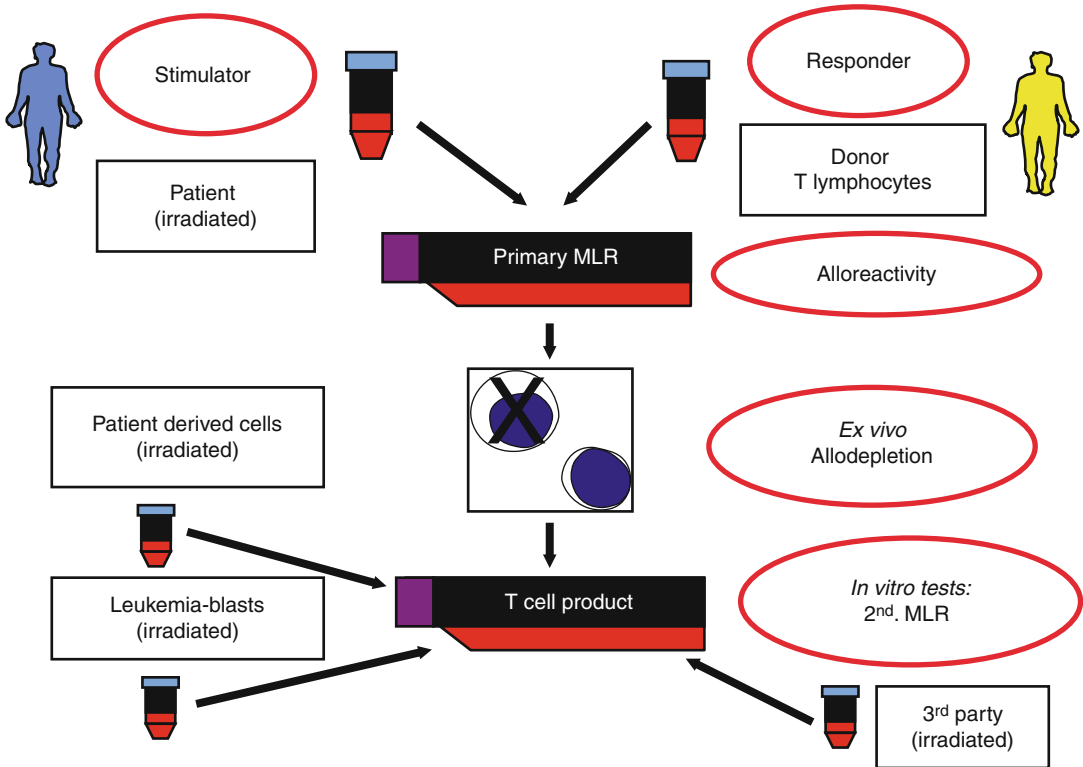 Stimulator
Responder
Patient
(irradiated)
Donor
T lymphocytes
Primary MLR
Alloreactivity
Patient derived cells
(irradiated)
Ex vivo
Allodepletion
Leukemia-blasts
(irradiated)
T cell product
In vitro tests:
2nd. MLR
3rd party
(irradiated)